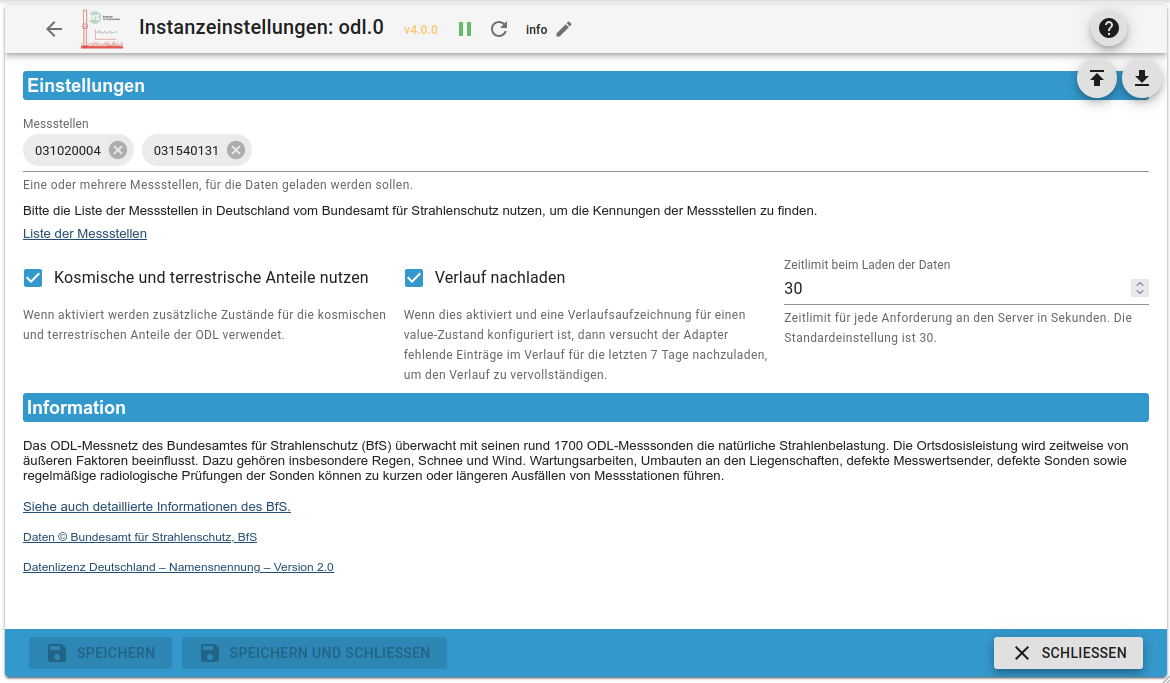 Instanzeinstellungen: odl.0 v4.0.0 info
Einstellungen
Messstellen
031020004 031540131
Eine oder mehrere Messstellen, für die Daten geladen werden sollen.
Bitte die Liste der Messstellen in Deutschland vom Bundesamt für Strahlenschutz nutzen, um die Kennungen der Messstellen zu finden.
Liste der Messstellen
Kosmische und terrestrische Anteile nutzen
Wenn aktiviert werden zusätzliche Zustände für die kosmischen
und terrestrischen Anteile der ODL verwendet.
Verlauf nachladen
Wenn dies aktiviert und eine Verlaufsaufzeichnung für einen
value-Zustand konfiguriert ist, dann versucht der Adapter
fehlende Einträge im Verlauf für die letzten 7 Tage nachzuladen,
um den Verlauf zu vervollständigen.
Zeitlimit beim Laden der Daten
30
Zeitlimit für jede Anforderung an den Server in Sekunden. Die
Standardeinstellung ist 30.
Information
Das ODL-Messnetz des Bundesamtes für Strahlenschutz (BfS) überwacht mit seinen rund 1700 ODL-Messsonden die natürliche Strahlenbelastung. Die Ortsdosisleistung wird zeitweise von
äußeren Faktoren beeinflusst. Dazu gehören insbesondere Regen, Schnee und Wind. Wartungsarbeiten, Umbauten an den Liegenschaften, defekte Messwertsender, defekte Sonden sowie
regelmäßige radiologische Prüfungen der Sonden können zu kurzen oder längeren Ausfällen von Messstationen führen.
Siehe auch detaillierte Informationen des BfS.
Daten © Bundesamt für Strahlenschutz, BfS
Datenlizenz Deutschland – Namensnennung – Version 2.0
SPEICHERN SPEICHERN UND SCHLIESSEN SCHLIESSEN